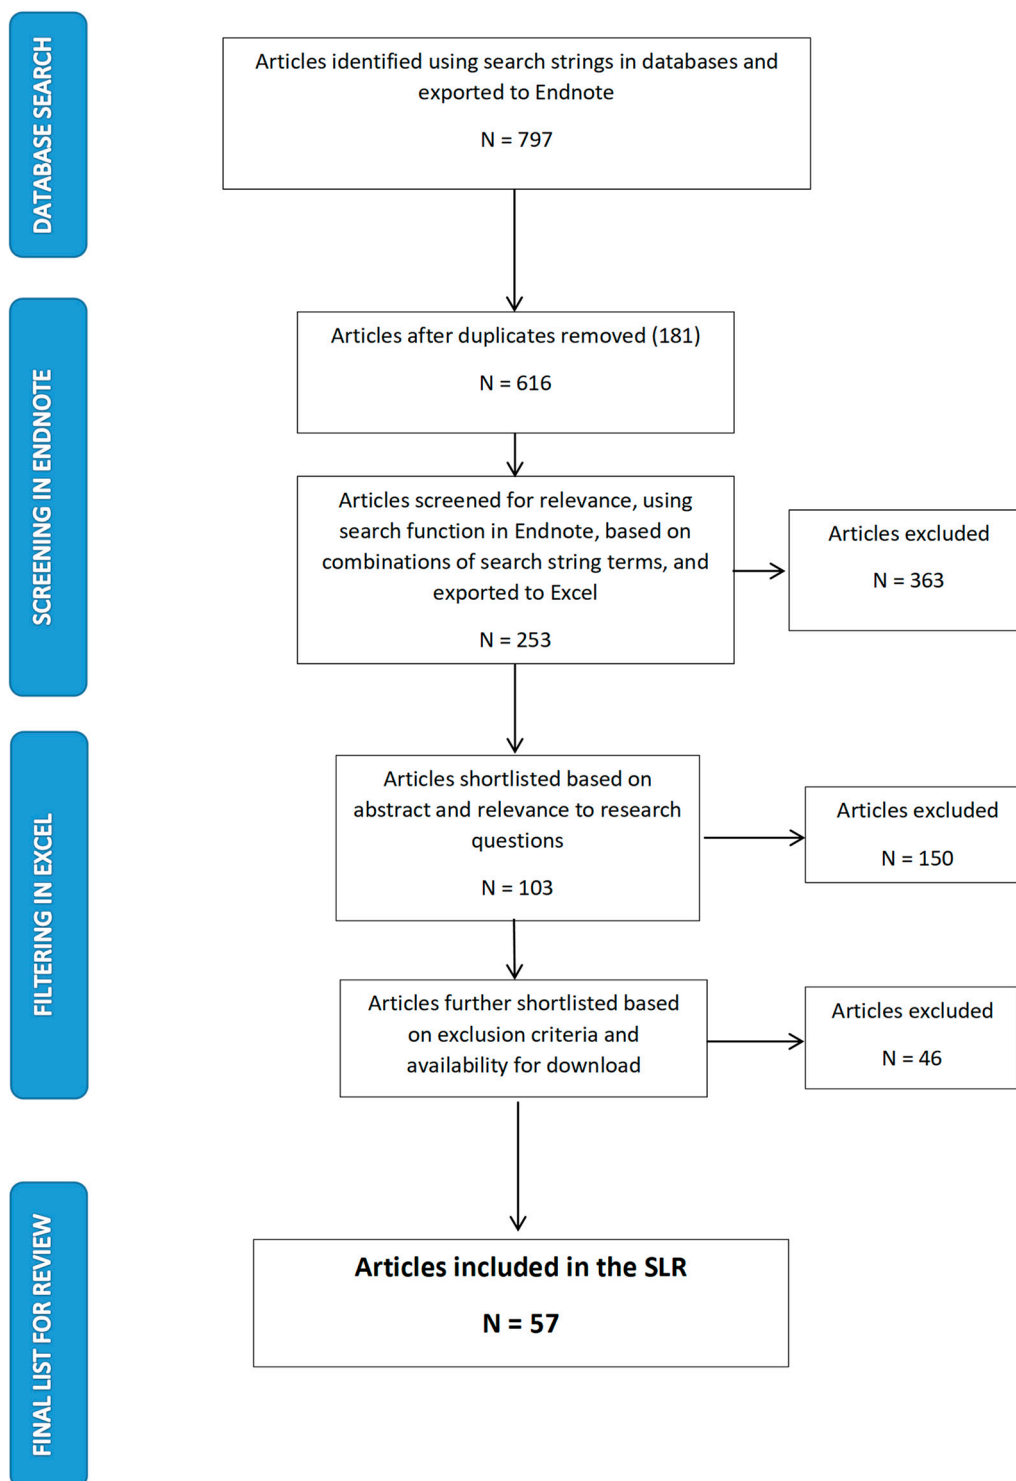 DATABASE SEARCH
Articles identified using search strings in databases and
exported to Endnote
N = 797
SCREENING IN ENDNOTE
Articles after duplicates removed (181)
N = 616
Articles screened for relevance, using
search function in Endnote, based on
combinations of search string terms, and
exported to Excel
N = 253
Articles excluded
N = 363
FILTERING IN EXCEL
Articles shortlisted based on
abstract and relevance to research
questions
N = 103
Articles excluded
N = 150
Articles further shortlisted based
on exclusion criteria and
availability for download
Articles excluded
N = 46
FINAL LIST FOR REVIEW
Articles included in the SLR
N = 57